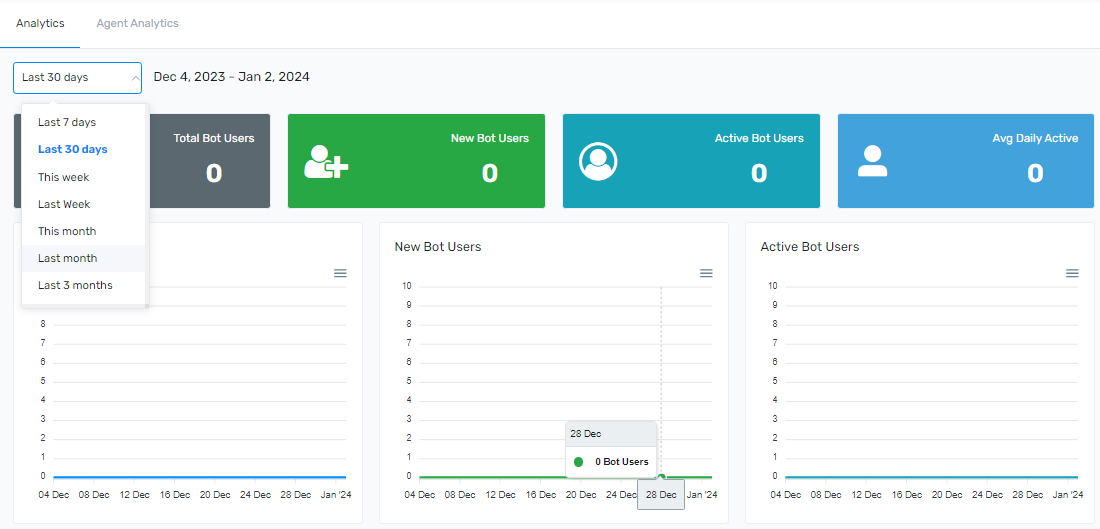 Analytics
Agent Analytics
Last 30 days
Dec 4, 2023 - Jan 2, 2024
Last 7 days
Last 30 days
This week
Last Week
This month
Last month
Last 3 months
Total Bot Users
0
New Bot Users
0
Active Bot Users
0
Avg Daily Active
0
8
7
6
5
4
3
2
1
0
04 Dec 08 Dec 12 Dec 16 Dec 20 Dec 24 Dec 28 Dec Jan '24
New Bot Users
10
9
8
7
6
5
4
3
2
1
0
28 Dec
0 Bot Users
04 Dec 08 Dec 12 Dec 16 Dec 20 Dec 24 Dec 28 Dec Jan '24
Active Bot Users
10
9
8
7
6
5
4
3
2
1
0
04 Dec 08 Dec 12 Dec 16 Dec 20 Dec 24 Dec 28 Dec Jan '24